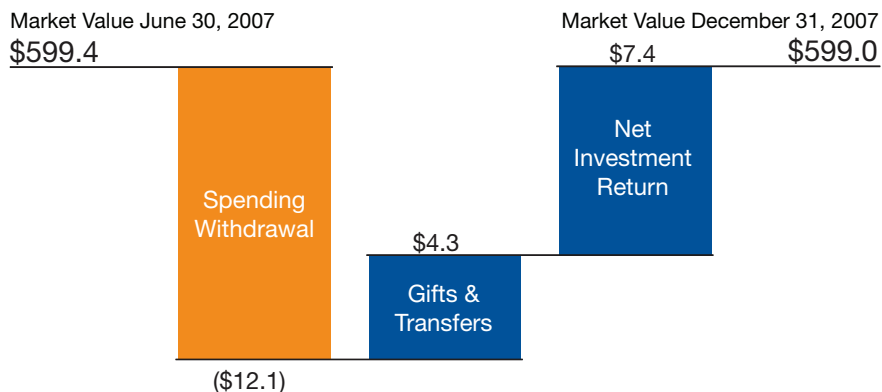 Market Value June 30, 2007
$599.4
Market Value December 31, 2007
$7.4
$599.0
Net
Investment
Return
Spending
Withdrawal
$4.3
Gifts &
Transfers
($12.1)